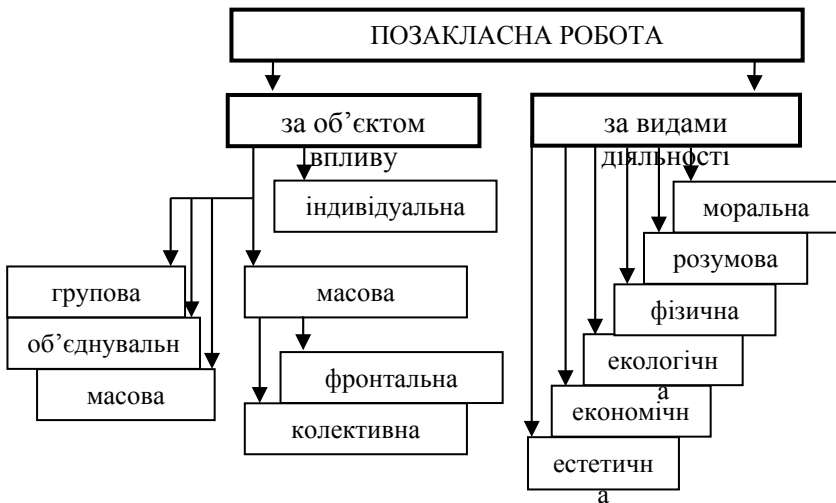 ПОЗАКЛАСНА РОБОТА
за об’єктом
впливу
за видами
діяльності
індивідуальна
групова
об’єднувальн
масова
масова
фронтальна
колективна
моральна
розумова
фізична
екологічн
а
економічн
естетичн
а